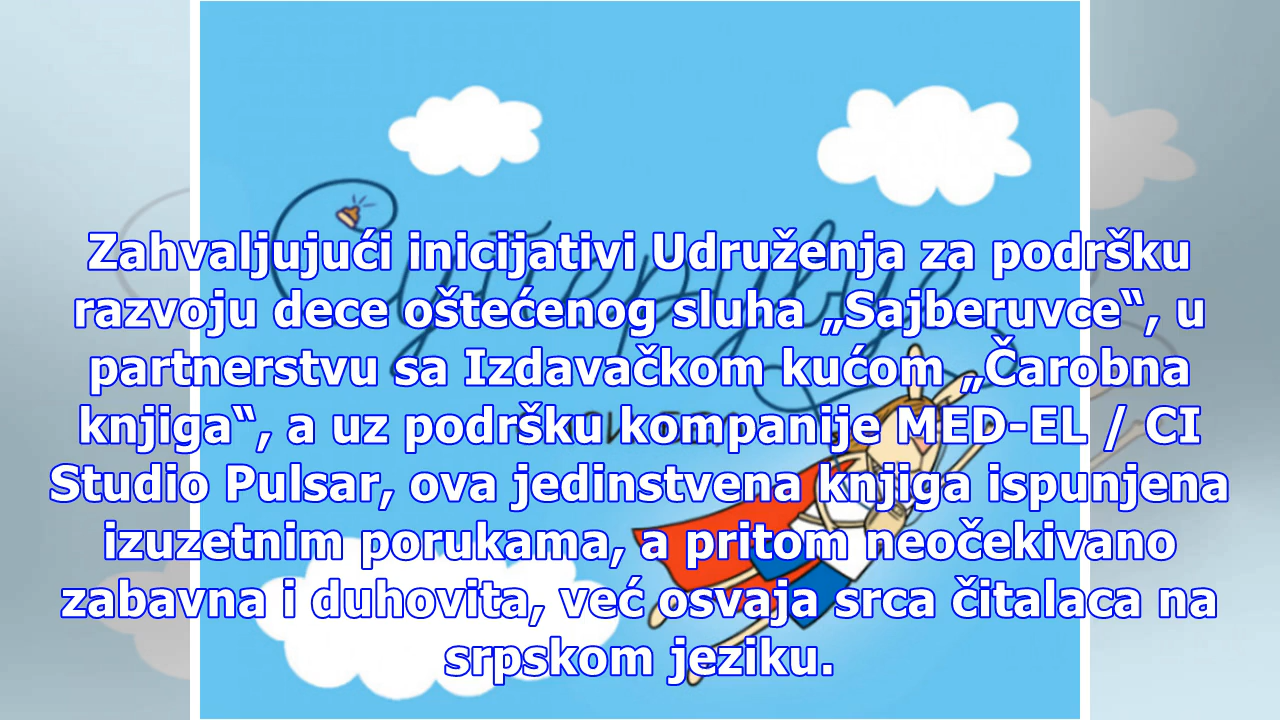 Zahvaljujući inicijativi Udruženja za podršku
razvoju dece oštećenog sluha „Sajberuvce“, u
partnerstvu sa Izdavačkom kućom „Čarobna
knjiga“, a uz podršku kompanije MED-EL / CI
Studio Pulsar, ova jedinstvena knjiga ispunjena
izuzetnim porukama, a pritom neočekivano
zabavna i duhovita, već osvaja srca čitalaca na
srpskom jeziku.